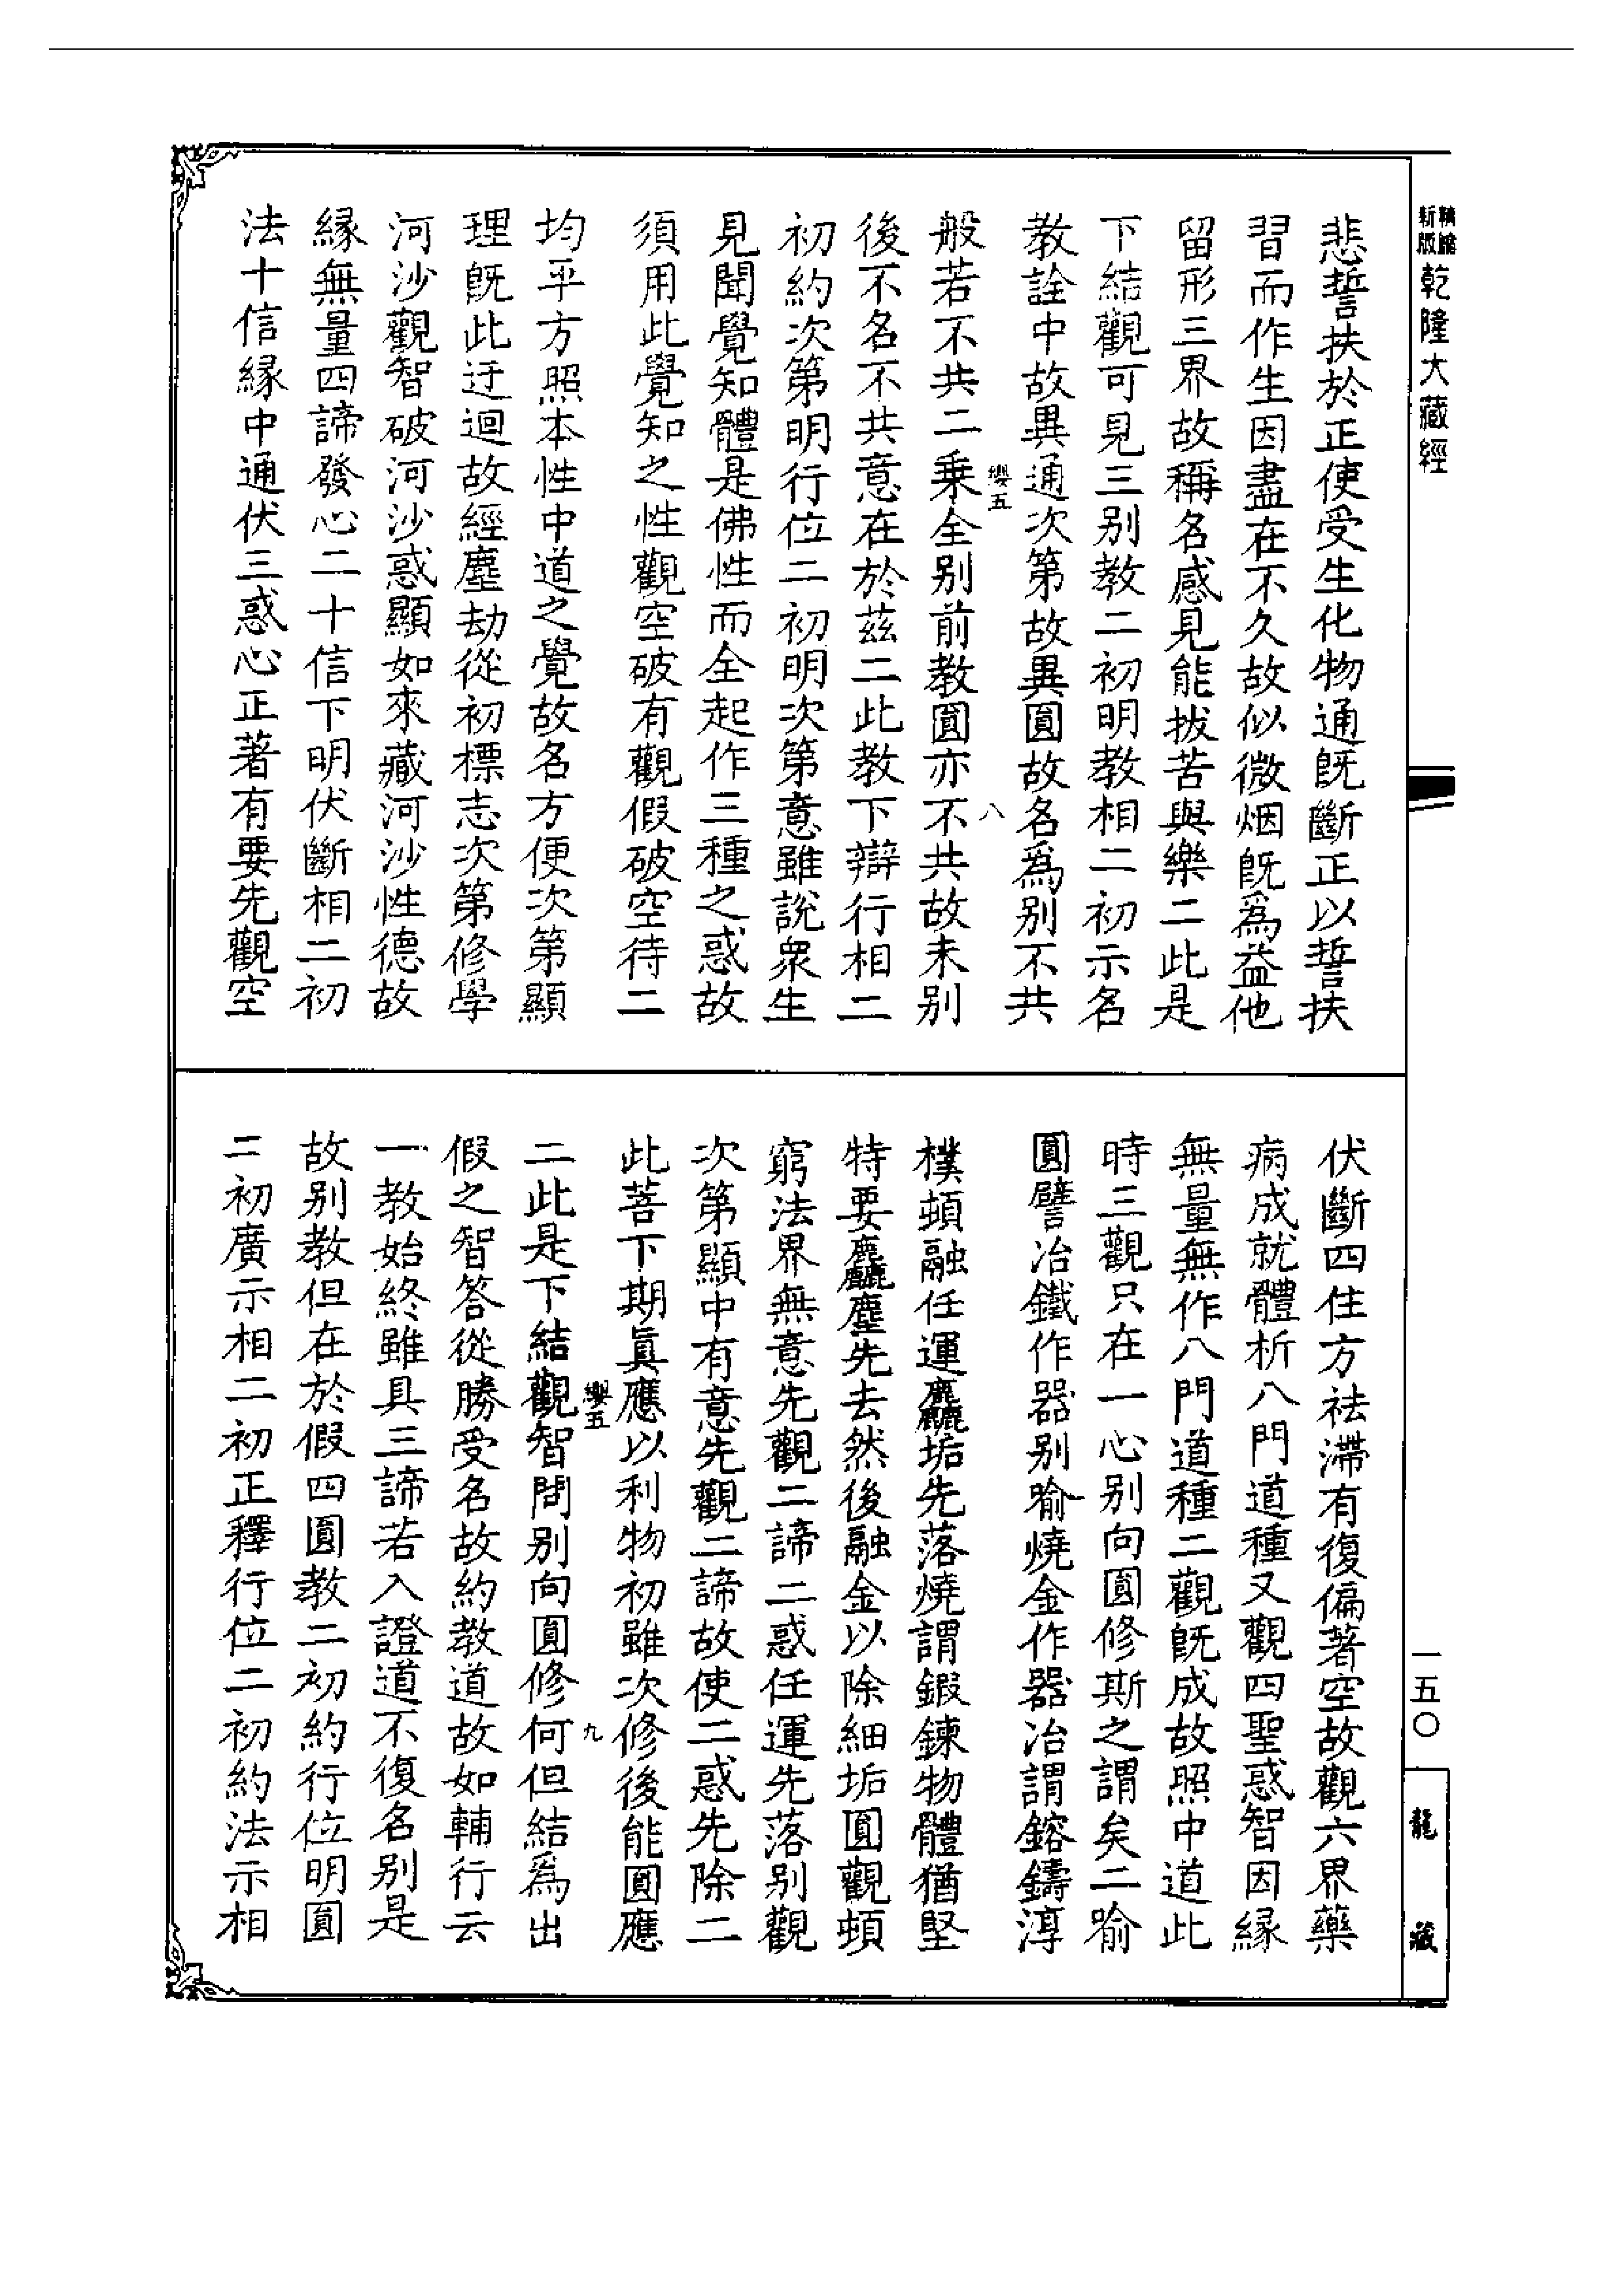 精縮新版乾隆大藏經
悲誓扶於正使受生化物通既斷正以誓扶
習而作生因盡在不久故似微烟既爲益他
留形三界故稱名感見能拔苦與樂二此是
下結觀可見三别教二初明教相二初示名
教詮中故異通次第故異圓故名爲别不共
纓五
八
般若不共二乗全别前教圓亦不共故未别
後不名不共意在於茲二此教下辯行相二
初約次第明行位二初明次第意雖説衆生
見聞覺知體是佛性而全起作三種之惑故
須用此覺知之性觀空破有觀假破空待二
均平方照本性中道之覺故名方便次第顯
理既此迂迴故經塵劫從初標志次第修學
河沙觀智破河沙惑顯如來藏河沙性德故
縁無量四諦發心二十信下明伏斷相二初
法十信縁中通伏三惑心正著有要先觀空
伏斷四住方祛滯有復偏著空故觀六界藥
病成就體析八門道種又觀四聖惑智因縁
無量無作八門道種二觀既成故照中道此
時三觀只在一心别向圓修斯之謂矣二喻
圓譬冶鐵作器别喻燒金作器冶謂鎔鑄淳
樸頓融任運麤垢先落燒謂鍜鍊物體猶堅
特要麤塵先去然後融金以除細垢圓觀頓
窮法界無意先觀二諦二惑任運先落别觀
次第顯中有意先觀二諦故使二惑先除二
此菩下期眞應以利物初雖次修後能圓應
纓五
九
二此是下結觀智問别向圓修何但結爲出
假之智答從勝受名故約教道故如輔行云
一教始終雖具三諦若入證道不復名别是
故别教但在於假四圓教二初約行位明圓
二初廣示相二初正釋行位二初約法示相
一五〇
龍藏